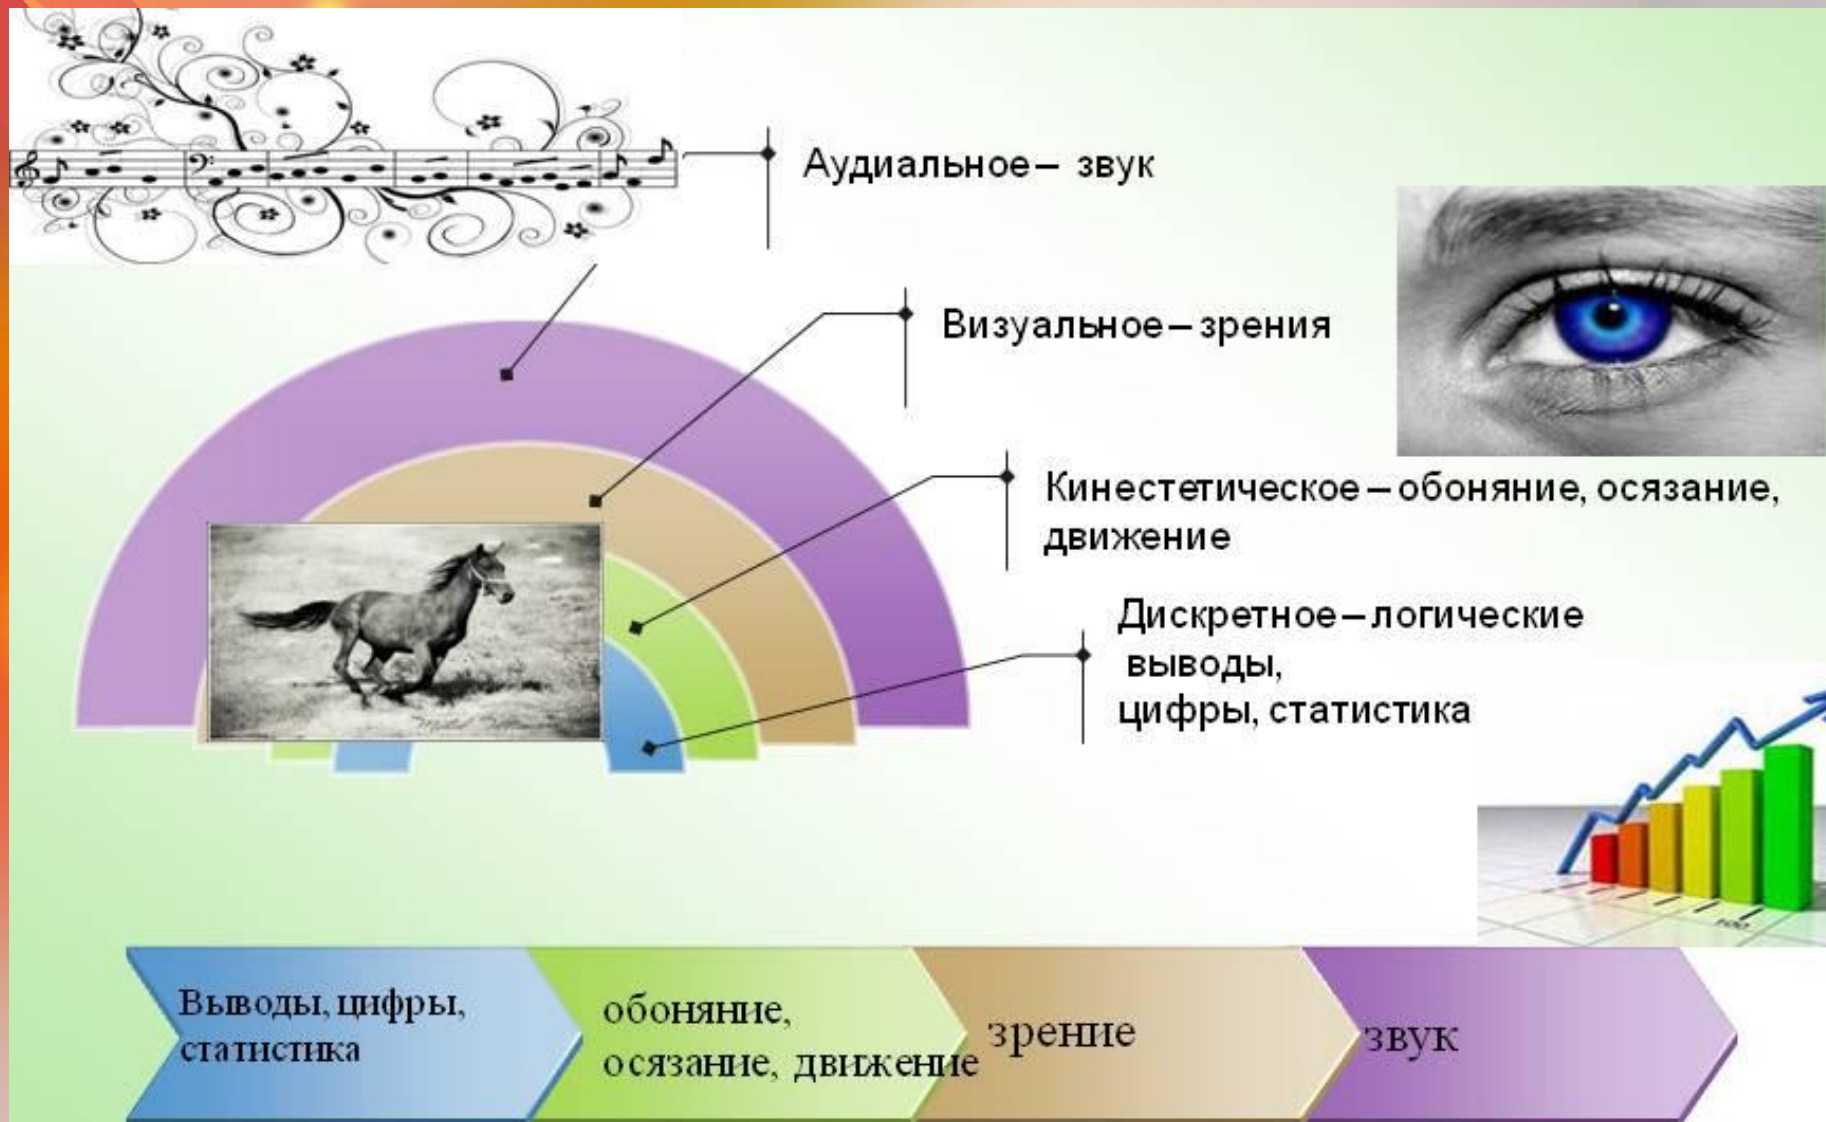 Аудиальное – звук
Визуальное – зрения
Кинестетическое – обоняние, осязание,
движение
Дискретное – логические
выводы,
цифры, статистика
100
Выводы, цифры,
статистика
обоняние,
осязание, движение
зрение
звук